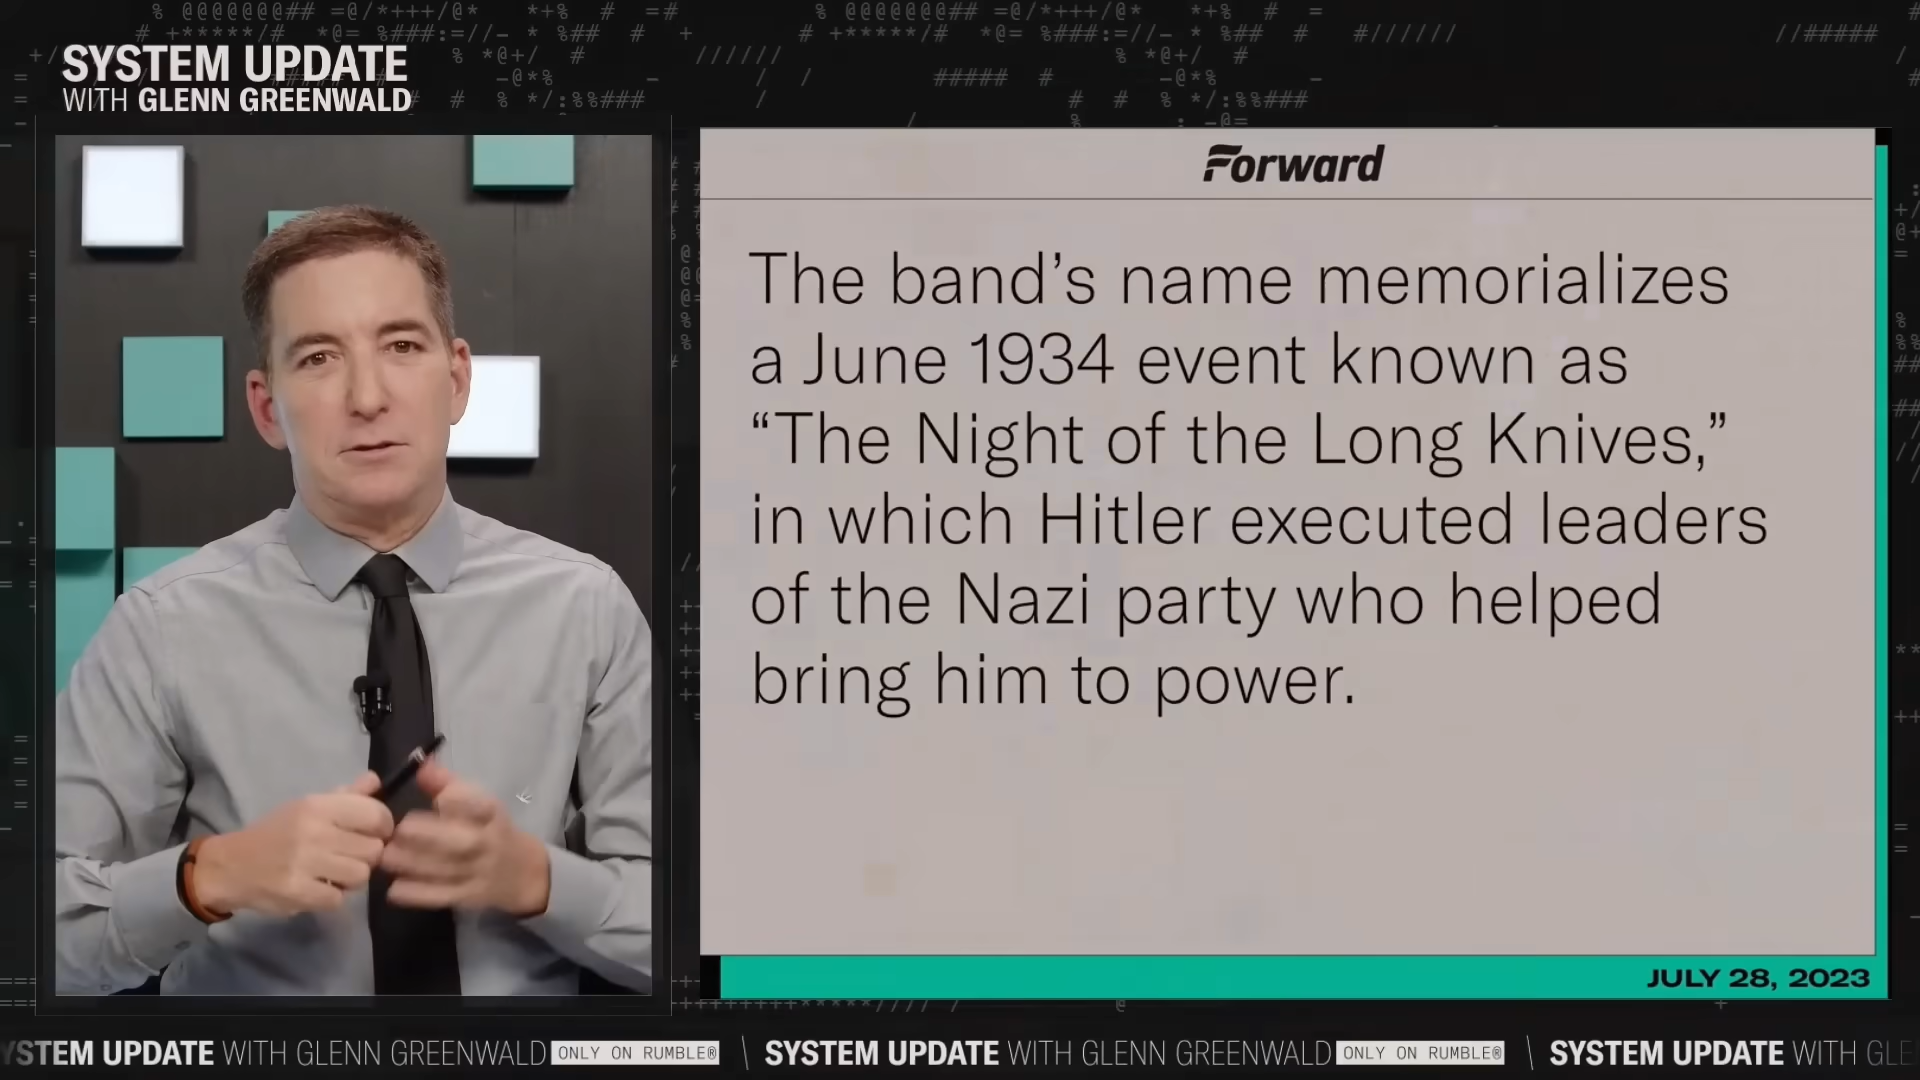 SYSTEM UPDATE
WITH GLENN GREENWALD
Forward
The band’s name memorializes
a June 1934 event known as
“The Night of the Long Knives,”
in which Hitler executed leaders
of the Nazi party who helped
bring him to power.
JULY 28, 2023
YSTEM UPDATE WITH GLENN GREENWALD ONLY ON RUMBLE® \ SYSTEM UPDATE WITH GLENN GREENWALD ONLY ON RUMBLE® \ SYSTEM UPDATE WITH GLE